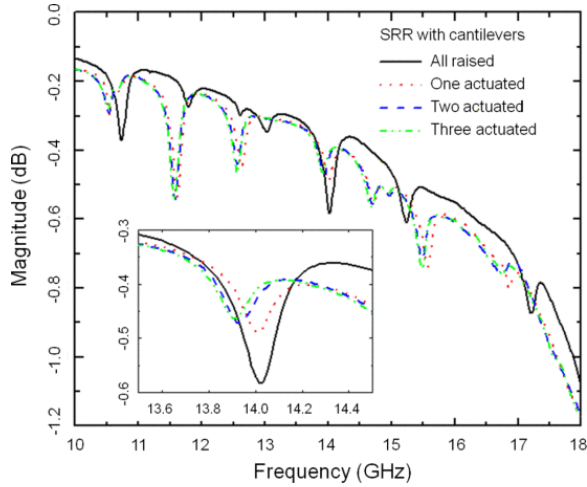 0.0
-0.2
-0.4
-0.6
-0.8
-1.0
-1.2
Magnitude (dB)
SRR with cantilevers
All raised
One actuated
Two actuated
Three actuated
-0.3
-0.4
-0.5
-0.6
13.6 13.8 14.0 14.2 14.4
10 11 12 13 14 15 16 17 18
Frequency (GHz)